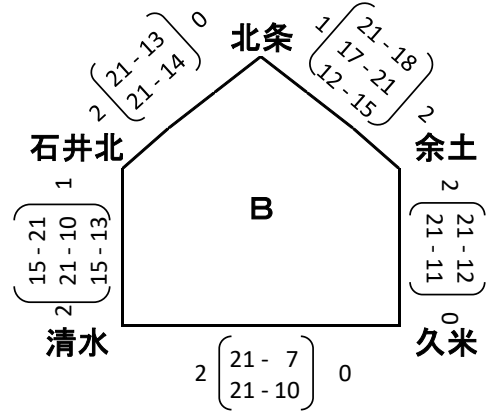 北条
2 21 - 13 0
21 - 14
1 21 - 18 2
17 - 21
12 - 15
石井北
余土
B
2 15 - 21 1
21 - 10
15 - 13
2 21 - 12 0
21 - 11
清水
久米
2 21 - 7 0
21 - 10